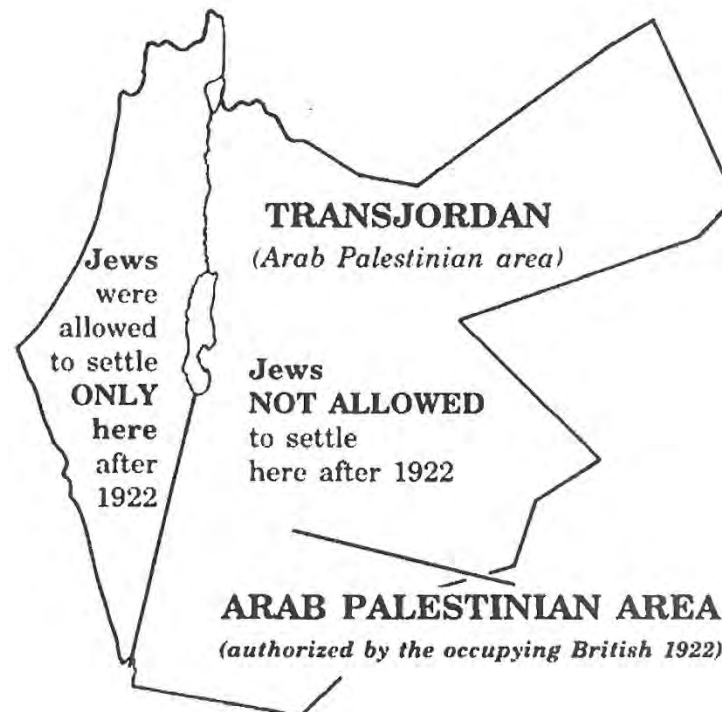 TRANSJORDAN
(Arab Palestinian area)
Jews
were
allowed
to settle
ONLY
here
after
1922
Jews
NOT ALLOWED
to settle
here after 1922
ARAB PALESTINIAN AREA
(authorized by the occupying British 1922)